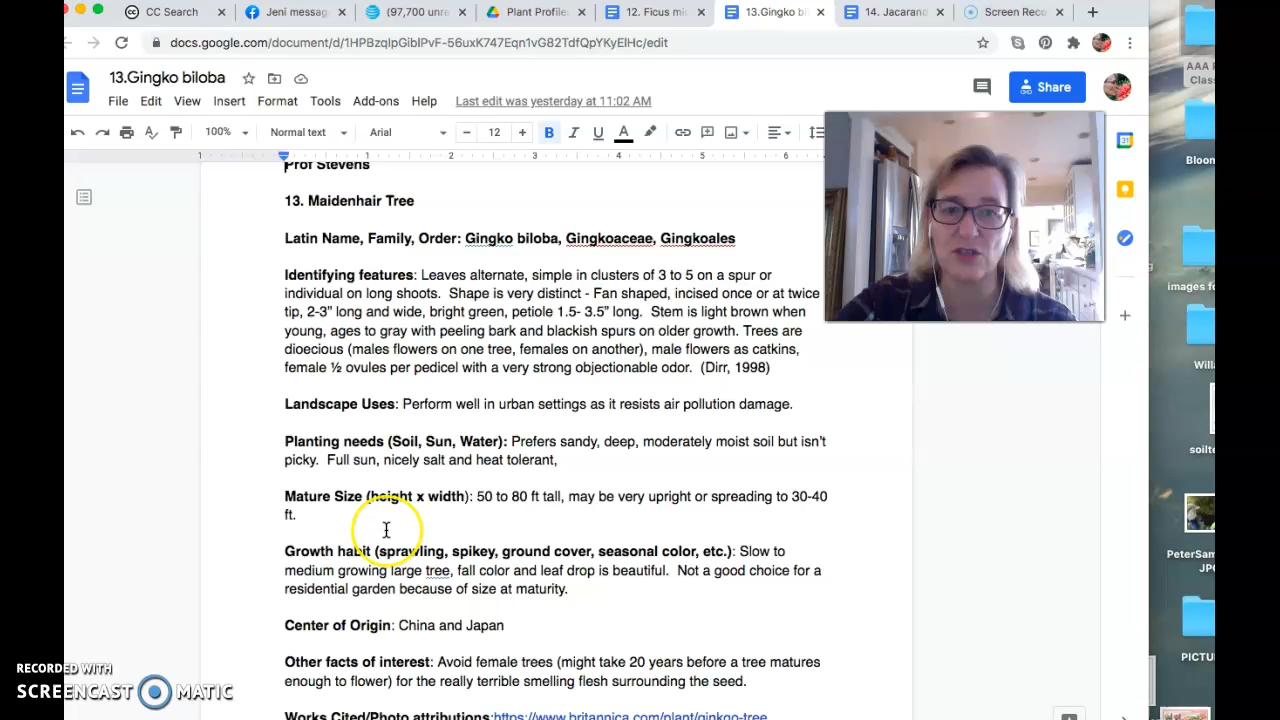 CC Search
Jeni messag
(97,700 unre
Plant Profile
12. Ficus mic
13.Gingko bil
14. Jacarand
Screen Reco
docs.google.com/document/d/1HPBzqIpGiblPvF-56uxK747Eqn1vG82TdfQpYKyElHc/edit
13.Gingko biloba
File Edit View Insert Format Tools Add-ons Help Last edit was yesterday at 11:02 AM
Share
100% Normal text Arial 12
1 1 2 3 4 5 6
Prof Stevens
13. Maidenhair Tree
Latin Name, Family, Order: Gingko biloba, Gingkoaceae, Gingkoales
Identifying features: Leaves alternate, simple in clusters of 3 to 5 on a spur or
individual on long shoots. Shape is very distinct - Fan shaped, incised once or at twice
tip, 2-3” long and wide, bright green, petiole 1.5- 3.5” long. Stem is light brown when
young, ages to gray with peeling bark and blackish spurs on older growth. Trees are
dioecious (males flowers on one tree, females on another), male flowers as catkins,
female ½ ovules per pedicel with a very strong objectionable odor. (Dirr, 1998)
Landscape Uses: Perform well in urban settings as it resists air pollution damage.
Planting needs (Soil, Sun, Water): Prefers sandy, deep, moderately moist soil but isn’t
picky. Full sun, nicely salt and heat tolerant,
Mature Size (height x width): 50 to 80 ft tall, may be very upright or spreading to 30-40
ft.
Growth habit (sprawling, spikey, ground cover, seasonal color, etc.): Slow to
medium growing large tree, fall color and leaf drop is beautiful. Not a good choice for a
residential garden because of size at maturity.
Center of Origin: China and Japan
Other facts of interest: Avoid female trees (might take 20 years before a tree matures
enough to flower) for the really terrible smelling flesh surrounding the seed.
Works Cited/Photo attributions:https://www.britannica.com/plant/ginkgo-tree
AAA
Class
Bloom
images fo
Willa
soilte
PeterSam
JPG
PICTU
RECORDED WITH
SCREENCAST MATIC